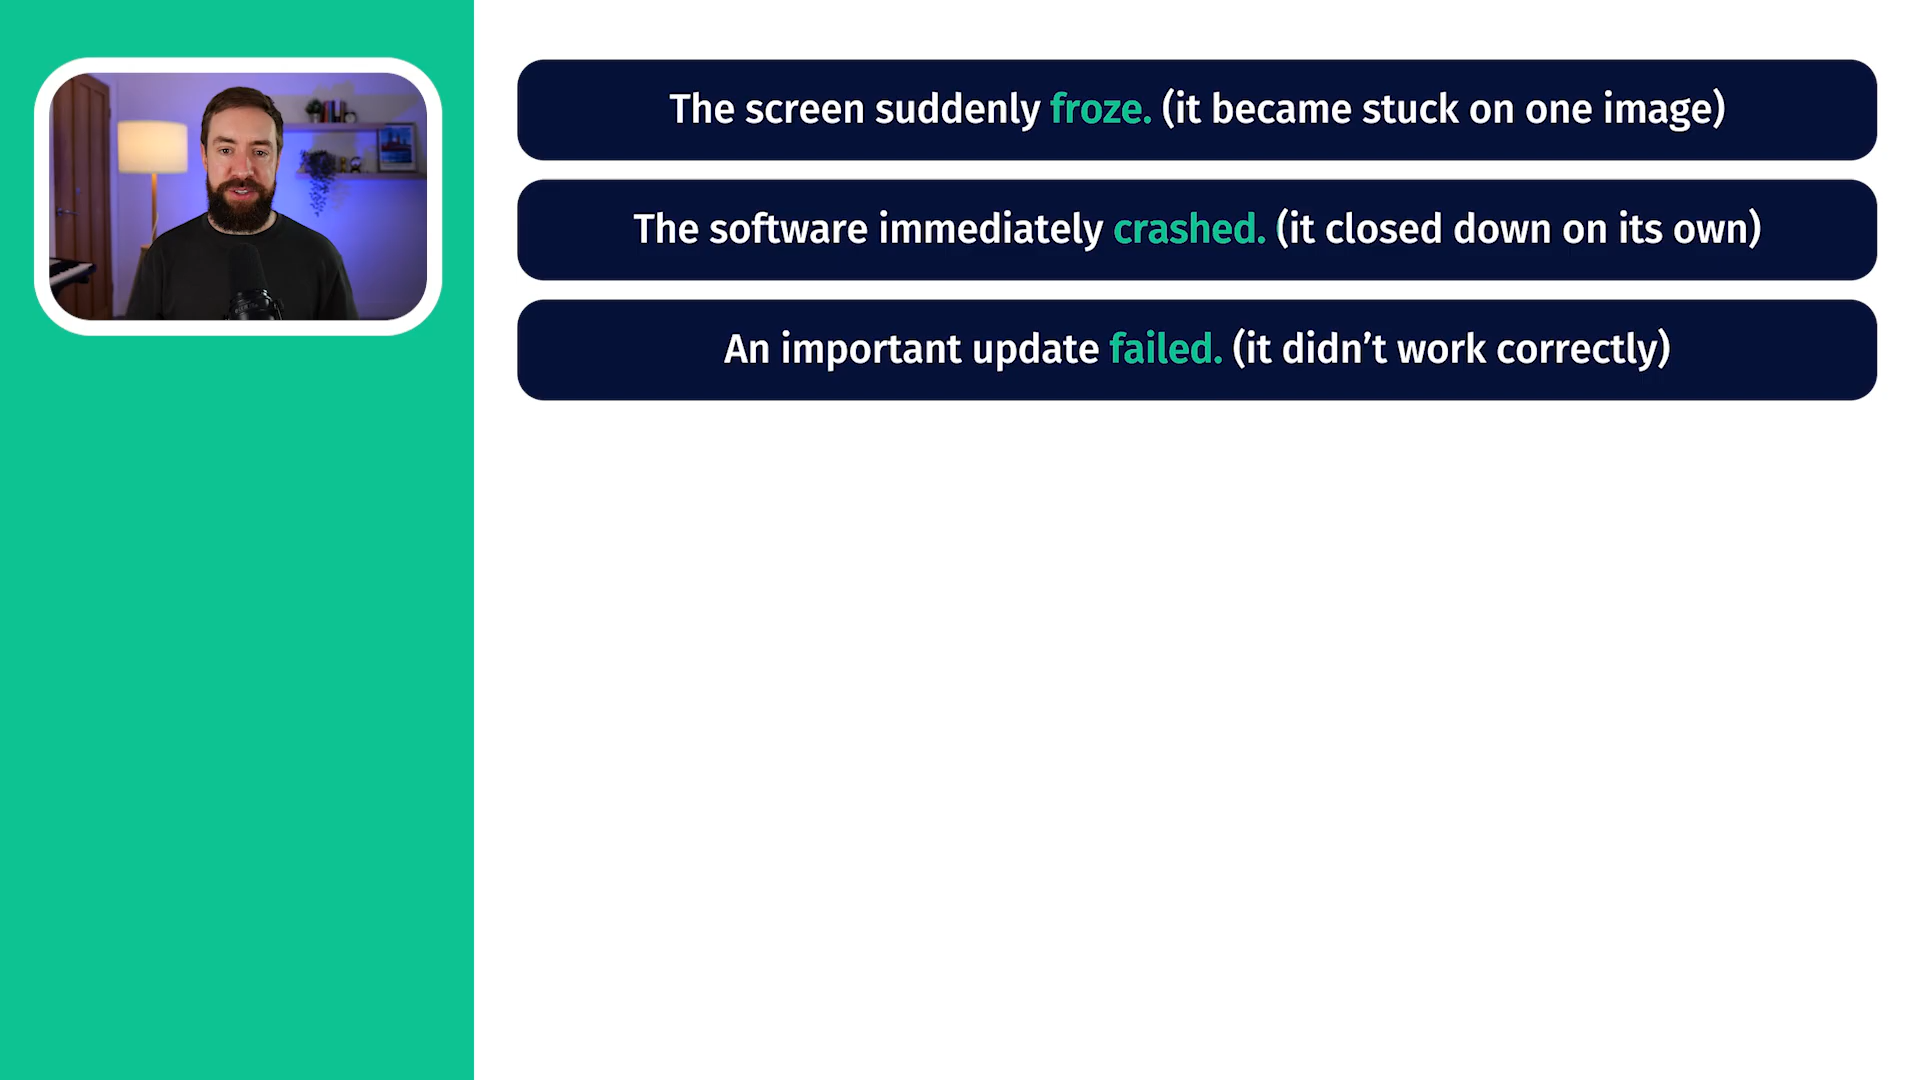 The screen suddenly froze. (it became stuck on one image)
The software immediately crashed. (it closed down on its own)
An important update failed. (it didn’t work correctly)